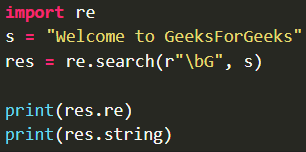 import re
s = "Welcome to GeeksForGeeks"
res = re.search(r"\bG", s)
print(res.re)
print(res.string)